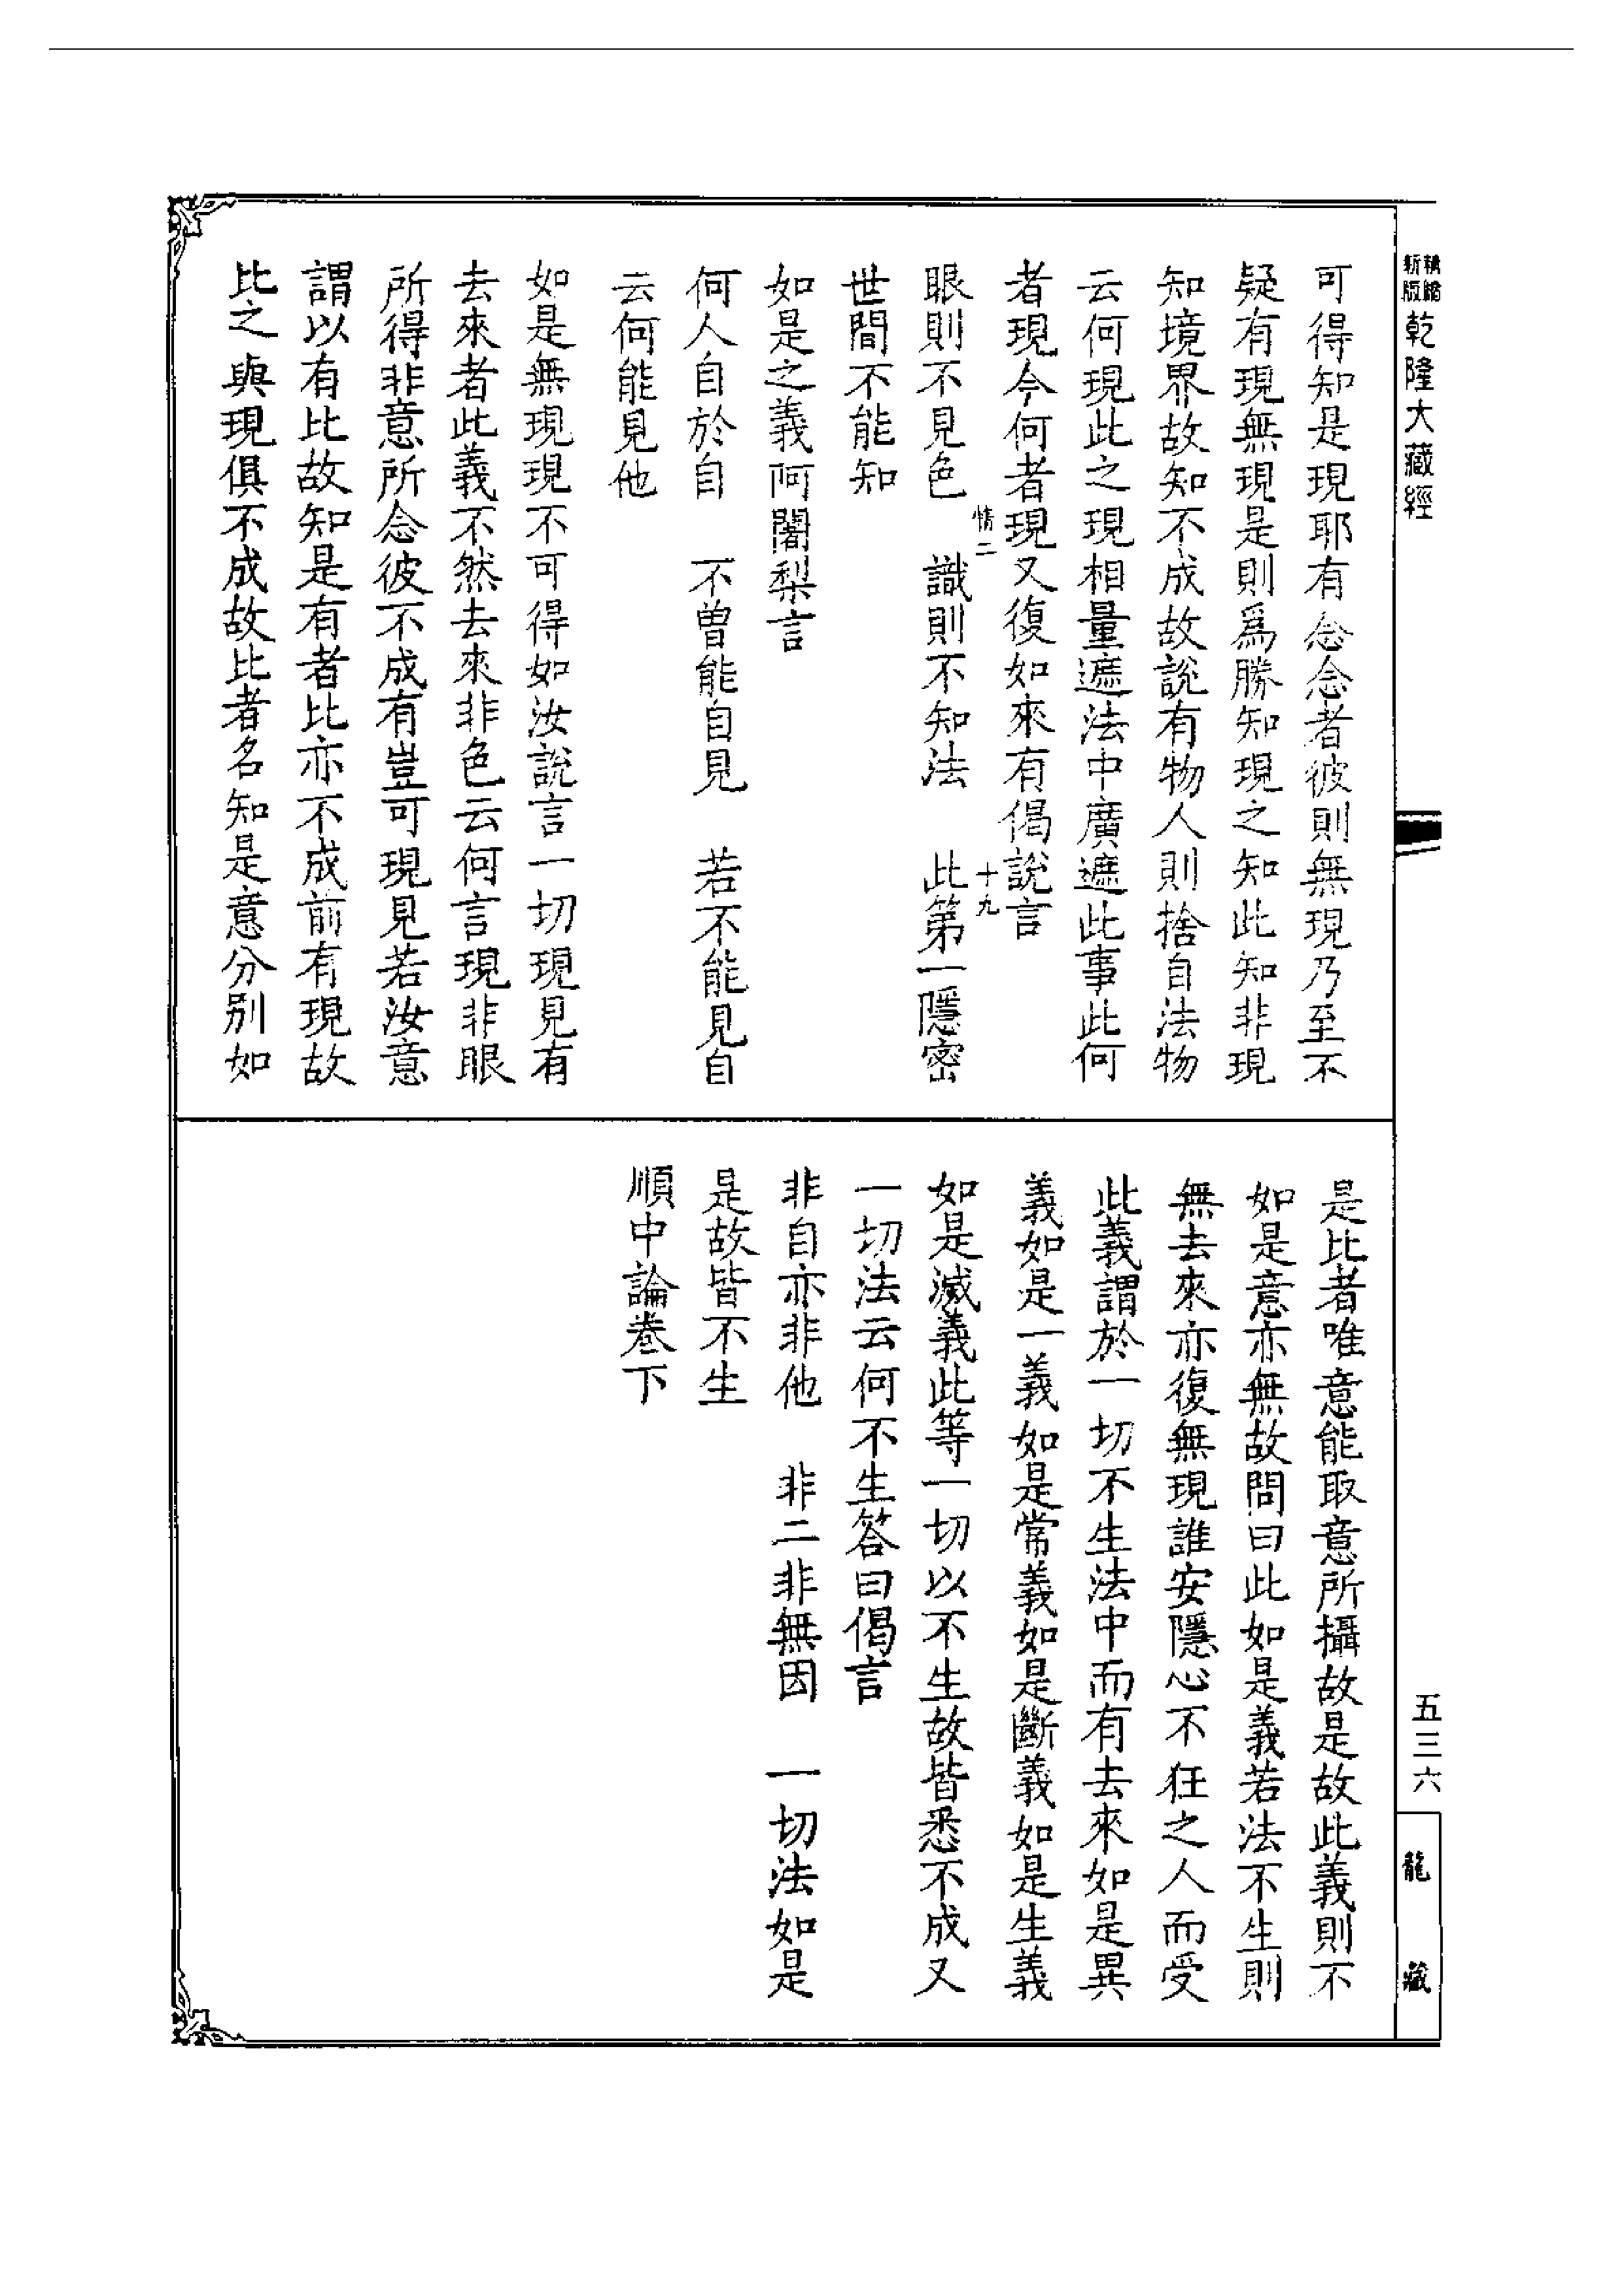 精縮新版乾隆大藏經
五三六
龍藏
可得知是現耶有念念者彼則無現乃至不
疑有現無現是則爲勝知現之知此知非現
知境界故知不成故說有物人則捨自法物
云何現此之現相量遮法中廣遮此事此何
者現今何者現又復如來有偈說言
情二
十九
眼則不見色　識則不知法　此第一隱密
世間不能知
如是之義阿闍梨言
何人自於自　不曾能自見　若不能見自
云何能見他
如是無現現不可得如汝說言一切現見有
去來者此義不然去來非色云何言現非眼
所得非意所念彼不成有豈可現見若汝意
謂以有比故知是有者比亦不成前有現故
比之與現俱不成故比者名知是意分別如
是比者唯意能取意所攝故是故此義則不
如是意亦無故問曰此如是義若法不生則
無去來亦復無現誰安隱心不狂之人而受
此義謂於一切不生法中而有去來如是異
義如是一義如是常義如是斷義如是生義
如是滅義此等一切以不生故皆悉不成又
一切法云何不生答曰偈言
非自亦非他　非二非無因　一切法如是
是故皆不生
順中論卷下